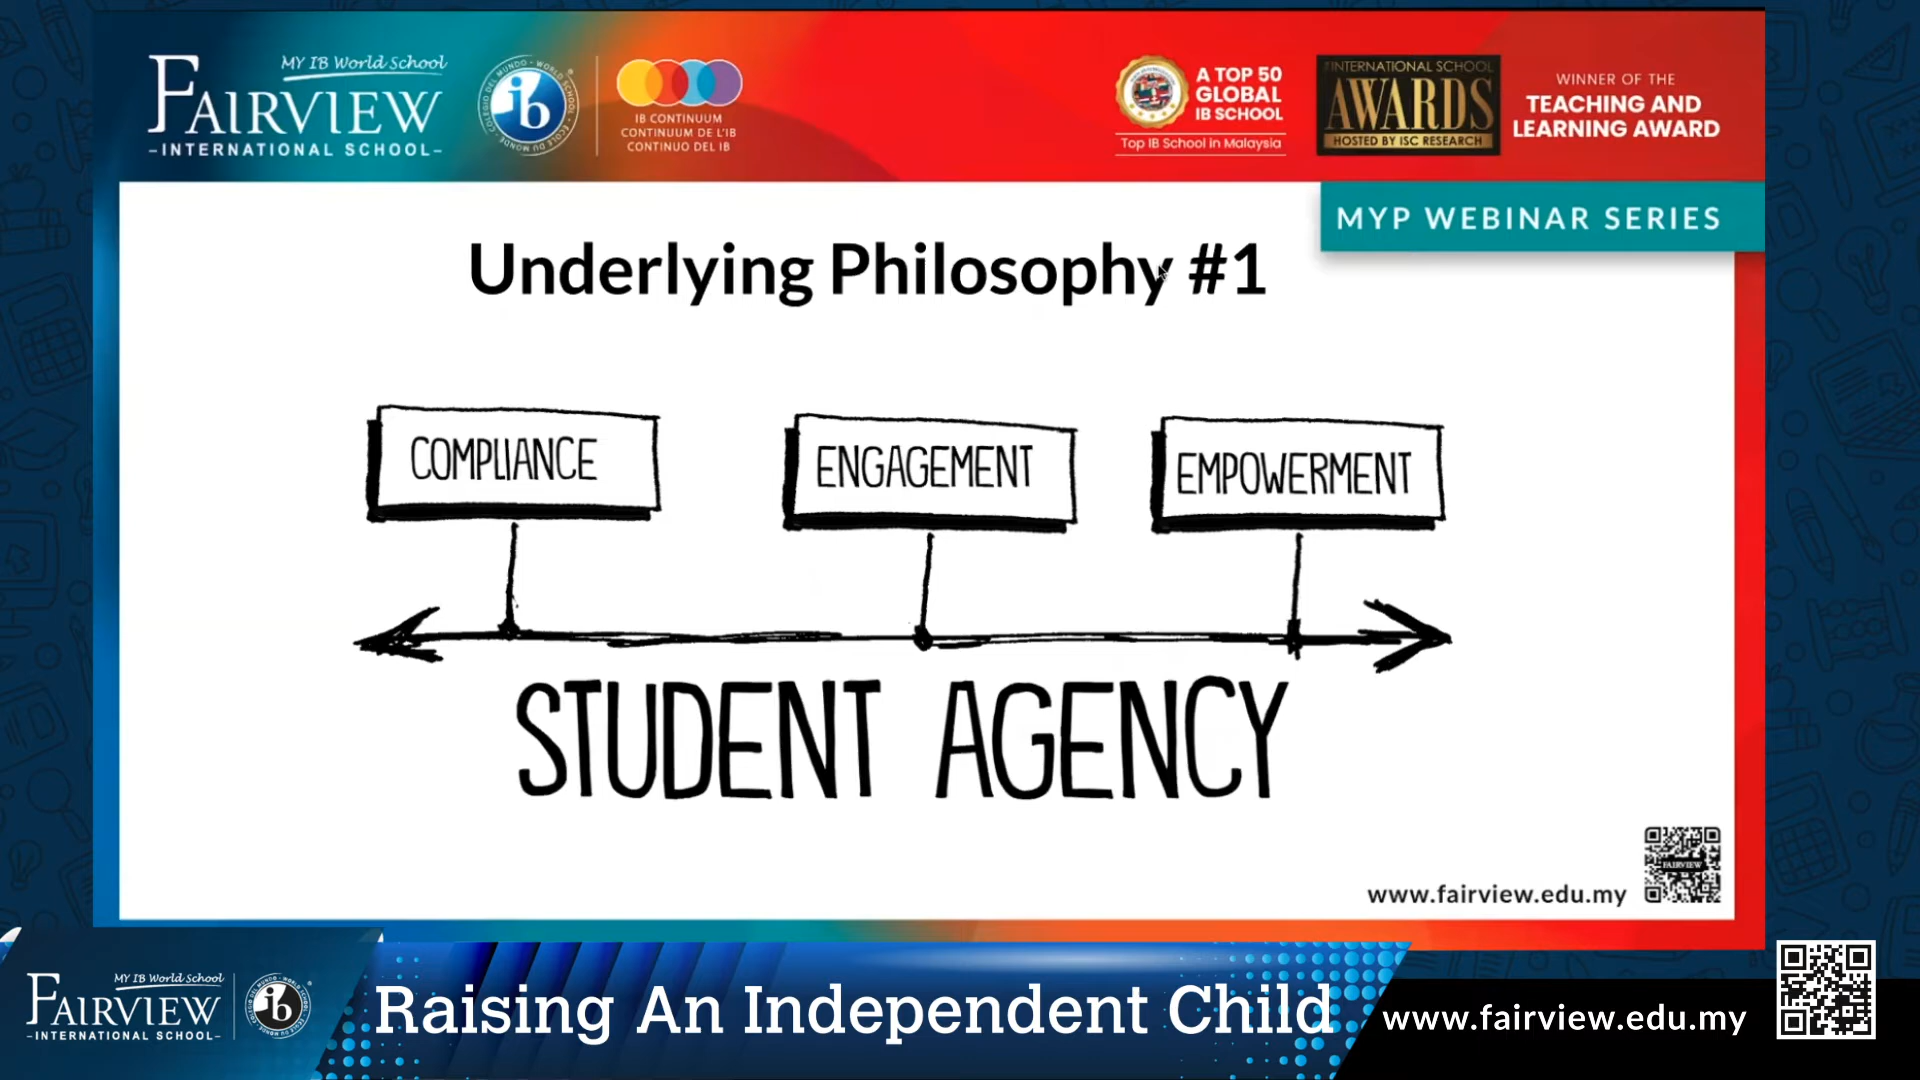 MY IB World School
FAIRVIEW
-INTERNATIONAL SCHOOL-
ib
IB CONTINUUM
CONTINUUM DE L'IB
CONTINUO DEL IB
A TOP 50
GLOBAL
IB SCHOOL
Top IB School in Malaysia
INTERNATIONAL SCHOOL
AWARDS
HOSTED BY ISC RESEARCH
WINNER OF THE
TEACHING AND
LEARNING AWARD
MYP WEBINAR SERIES
Underlying Philosophy #1
COMPLIANCE
ENGAGEMENT
EMPOWERMENT
STUDENT AGENCY
FAIRVIEW
www.fairview.edu.my
MY IB World School
FAIRVIEW
-INTERNATIONAL SCHOOL-
ib
Raising An Independent Child
www.fairview.edu.my